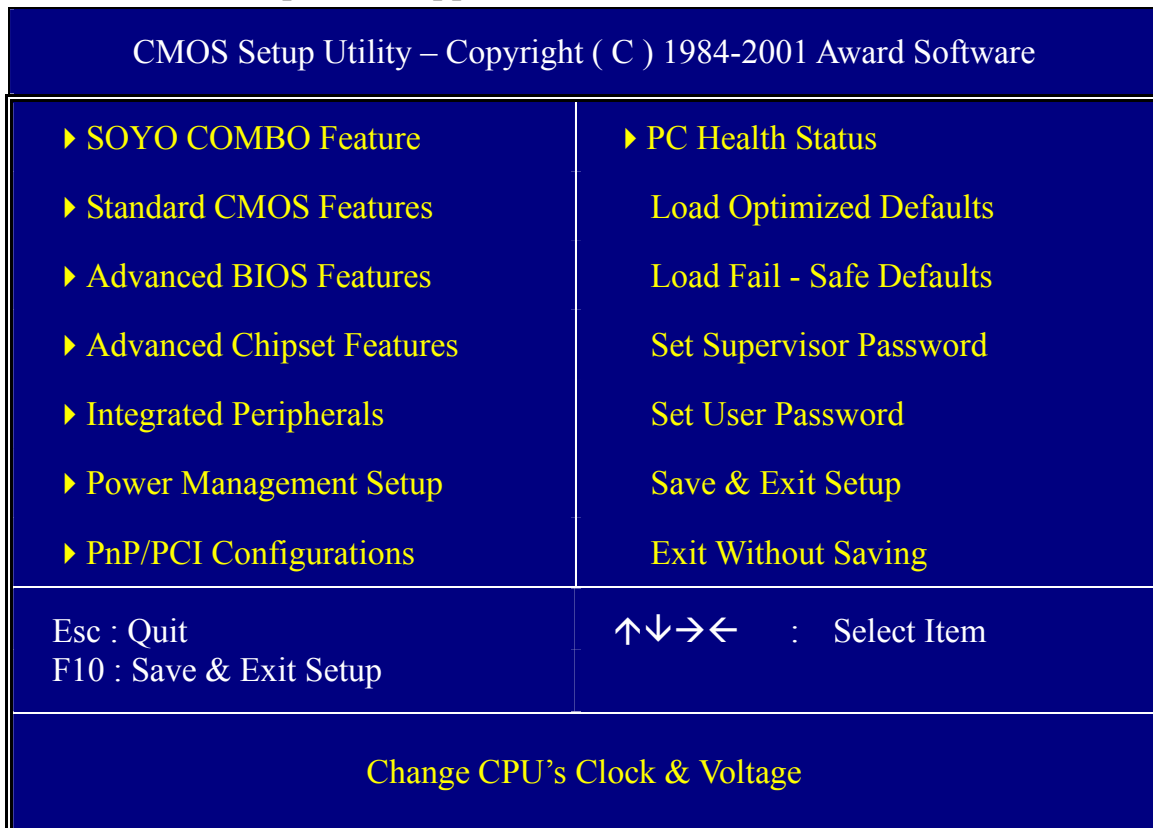 CMOS Setup Utility – Copyright ( C ) 1984-2001 Award Software
▶ SOYO COMBO Feature
▶ Standard CMOS Features
▶ Advanced BIOS Features
▶ Advanced Chipset Features
▶ Integrated Peripherals
▶ Power Management Setup
▶ PnP/PCI Configurations
▶ PC Health Status
Load Optimized Defaults
Load Fail - Safe Defaults
Set Supervisor Password
Set User Password
Save & Exit Setup
Exit Without Saving
Esc : Quit
F10 : Save & Exit Setup
↑↓→← : Select Item
Change CPU’s Clock & Voltage